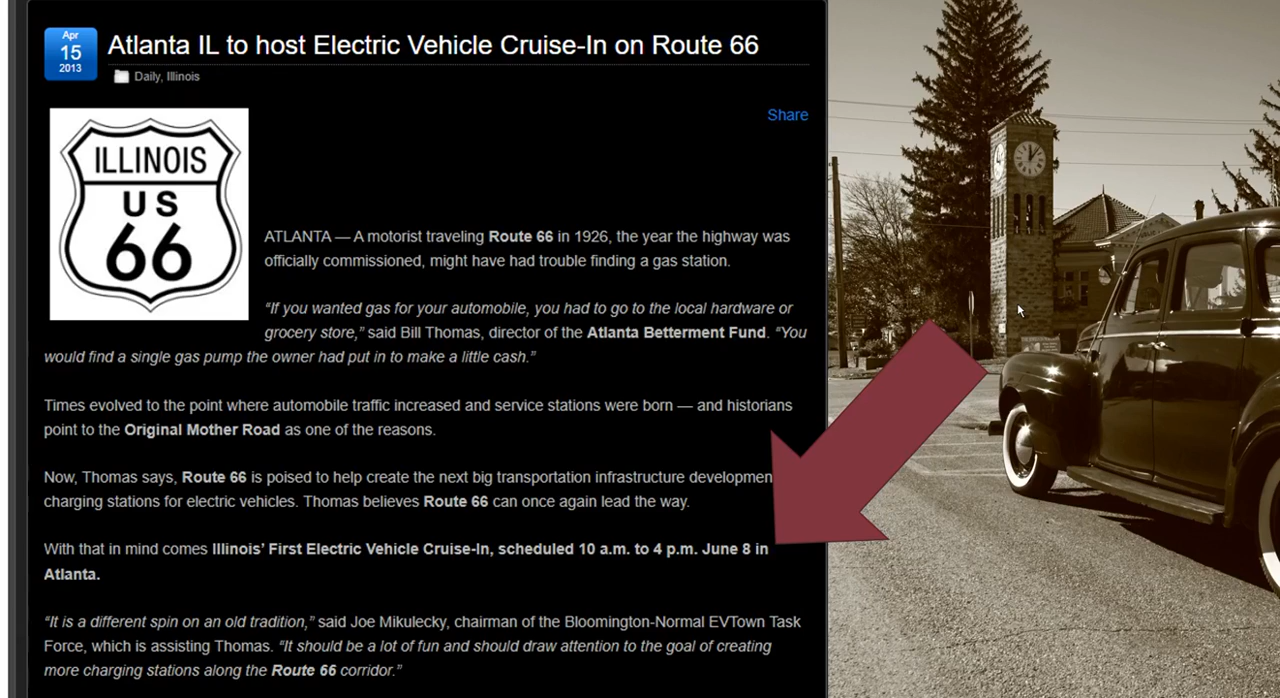 Apr
15
2013
Atlanta IL to host Electric Vehicle Cruise-In on Route 66
Daily, Illinois
Share
ILLINOIS
US
66
ATLANTA — A motorist traveling Route 66 in 1926, the year the highway was
officially commissioned, might have had trouble finding a gas station.
“If you wanted gas for your automobile, you had to go to the local hardware or
grocery store,” said Bill Thomas, director of the Atlanta Betterment Fund. “You
would find a single gas pump the owner had put in to make a little cash.”
Times evolved to the point where automobile traffic increased and service stations were born — and historians
point to the Original Mother Road as one of the reasons.
Now, Thomas says, Route 66 is poised to help create the next big transportation infrastructure developmen
charging stations for electric vehicles. Thomas believes Route 66 can once again lead the way.
With that in mind comes Illinois’ First Electric Vehicle Cruise-In, scheduled 10 a.m. to 4 p.m. June 8 in
Atlanta.
“It is a different spin on an old tradition,” said Joe Mikulecky, chairman of the Bloomington-Normal EVTown Task
Force, which is assisting Thomas. “It should be a lot of fun and should draw attention to the goal of creating
more charging stations along the Route 66 corridor.”